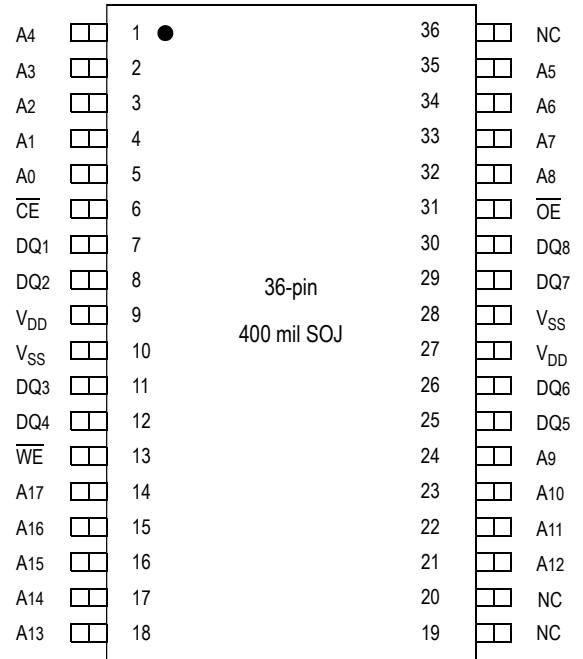 A4 1 36 NC
A3 2 35 A5
A2 3 34 A6
A1 4 33 A7
A0 5 32 A8
C̅E̅ 6 31 O̅E̅
DQ1 7 30 DQ8
DQ2 8 29 DQ7
36-pin
VDD 9 28 VSS
400 mil SOJ
VSS 10 27 VDD
DQ3 11 26 DQ6
DQ4 12 25 DQ5
W̅E̅ 13 24 A9
A17 14 23 A10
A16 15 22 A11
A15 16 21 A12
A14 17 20 NC
A13 18 19 NC